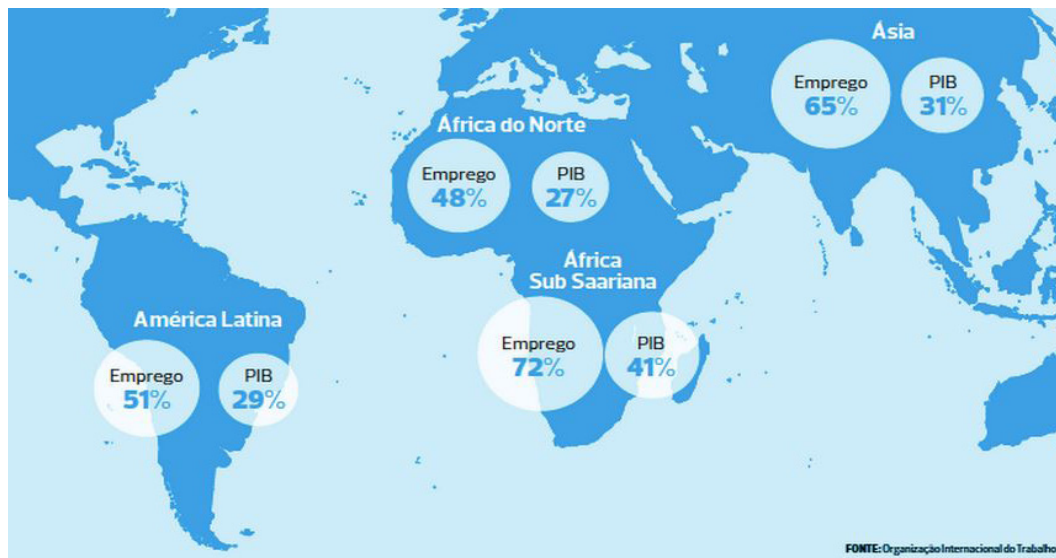 Ásia
Emprego
65%
PIB
31%
África do Norte
Emprego
48%
PIB
27%
África
Sub Saariana
Emprego
72%
PIB
41%
América Latina
Emprego
51%
PIB
29%
FONTE: Organização Internacional do Trabalho